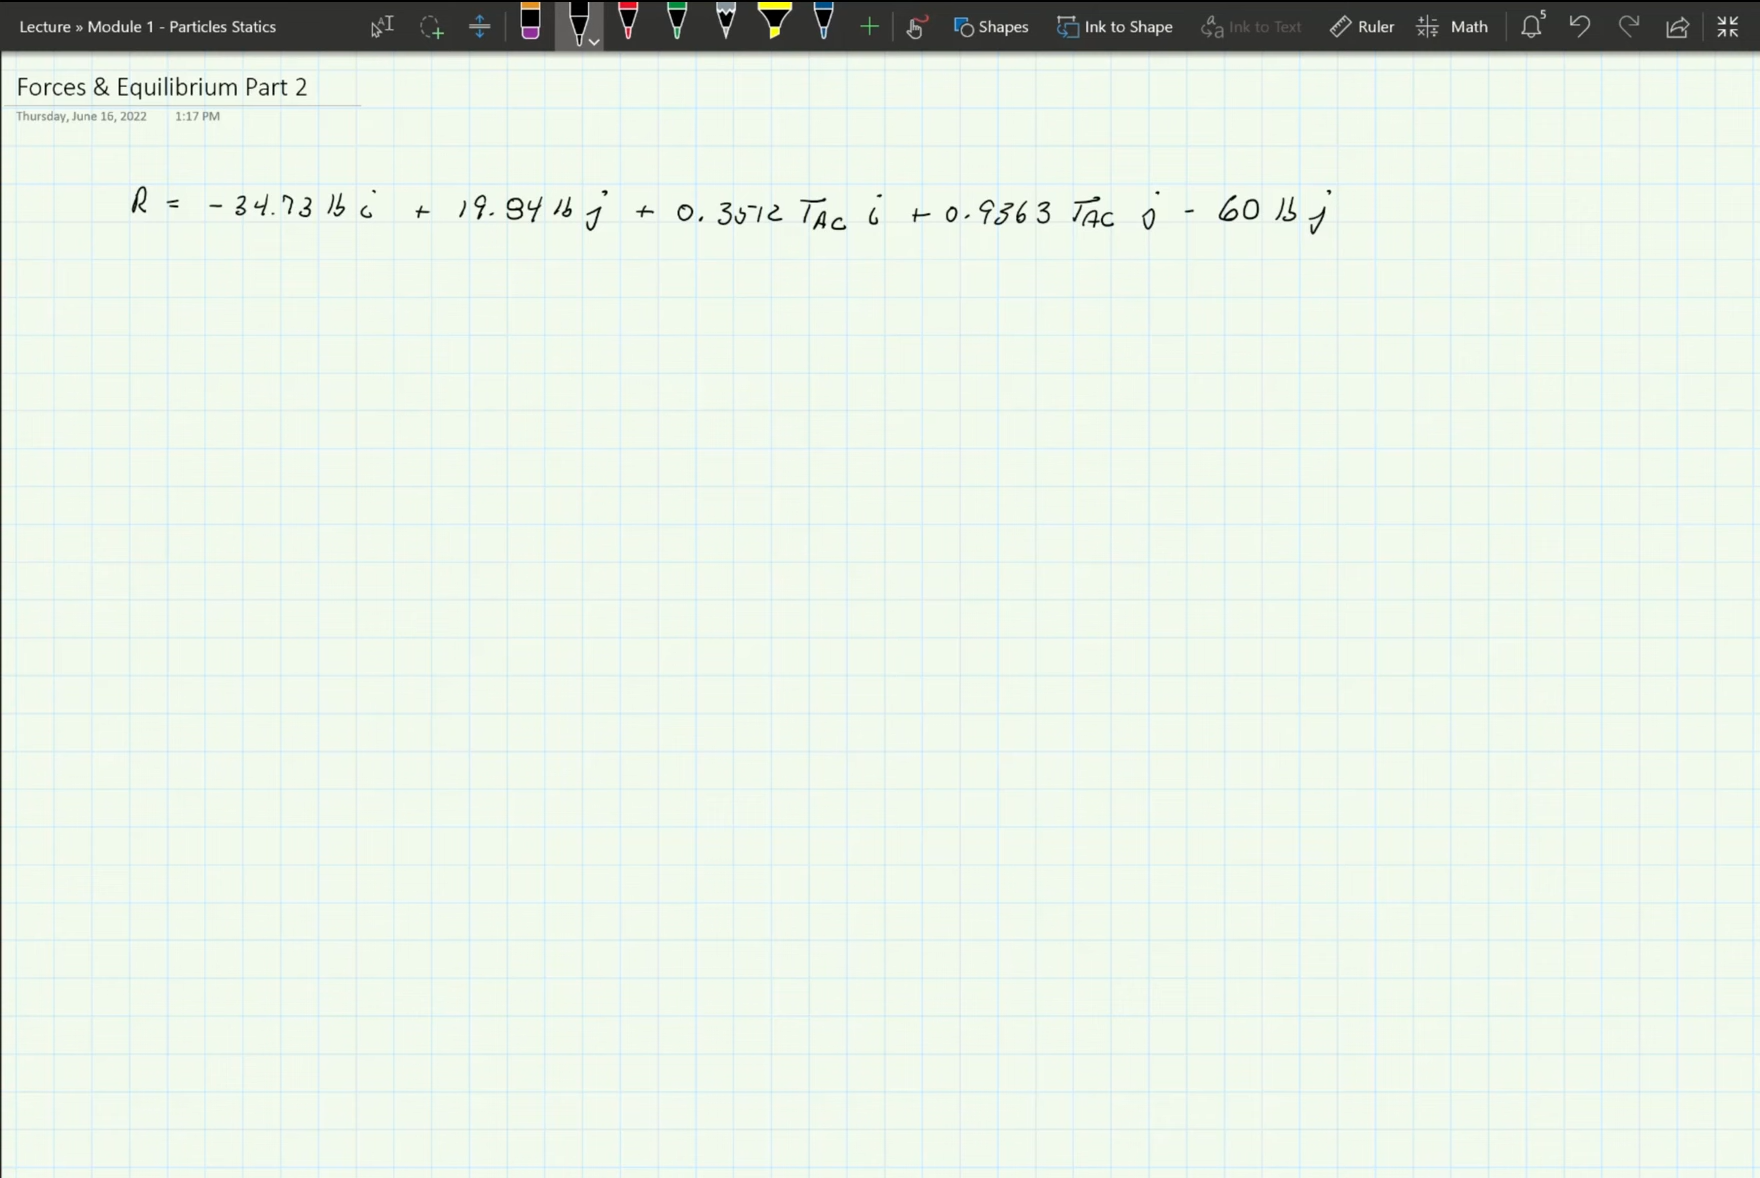 Lecture » Module 1 - Particles Statics Shapes Ink to Shape Ink to Text Ruler Math 5
Forces & Equilibrium Part 2
Thursday, June 16, 2022 1:17 PM
R = - 34.73 lb i + 19.84 lb j + 0.3512 TAC i + 0.9363 TAC j - 60 lb j